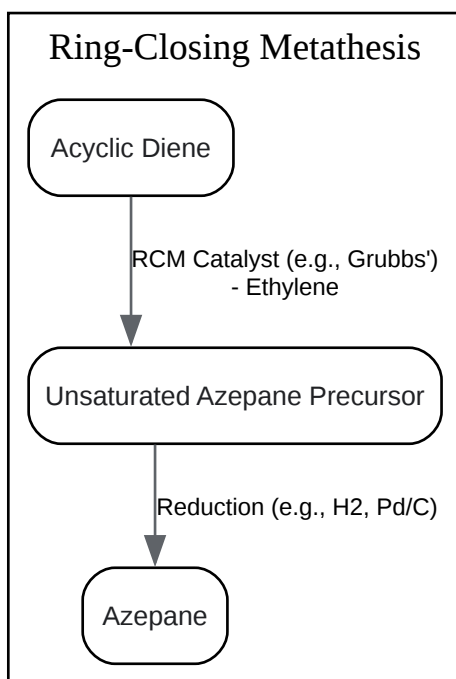 Ring-Closing Metathesis
Acyclic Diene
RCM Catalyst (e.g., Grubbs')
- Ethylene
Unsaturated Azepane Precursor
Reduction (e.g., H2, Pd/C)
Azepane